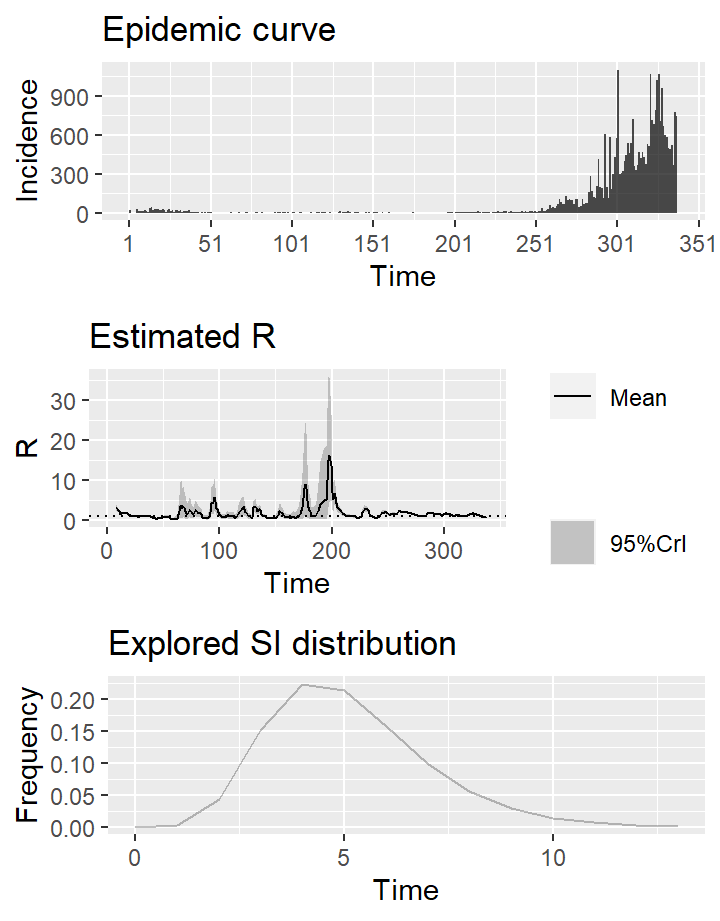 Epidemic curve
Incidence
900
600
300
0
1 51 101 151 201 251 301 351
Time
Estimated R
R
30
20
10
0
0 100 200 300
Time
Mean
95%CrI
Explored SI distribution
Frequency
0.20
0.15
0.10
0.05
0.00
0 5 10
Time